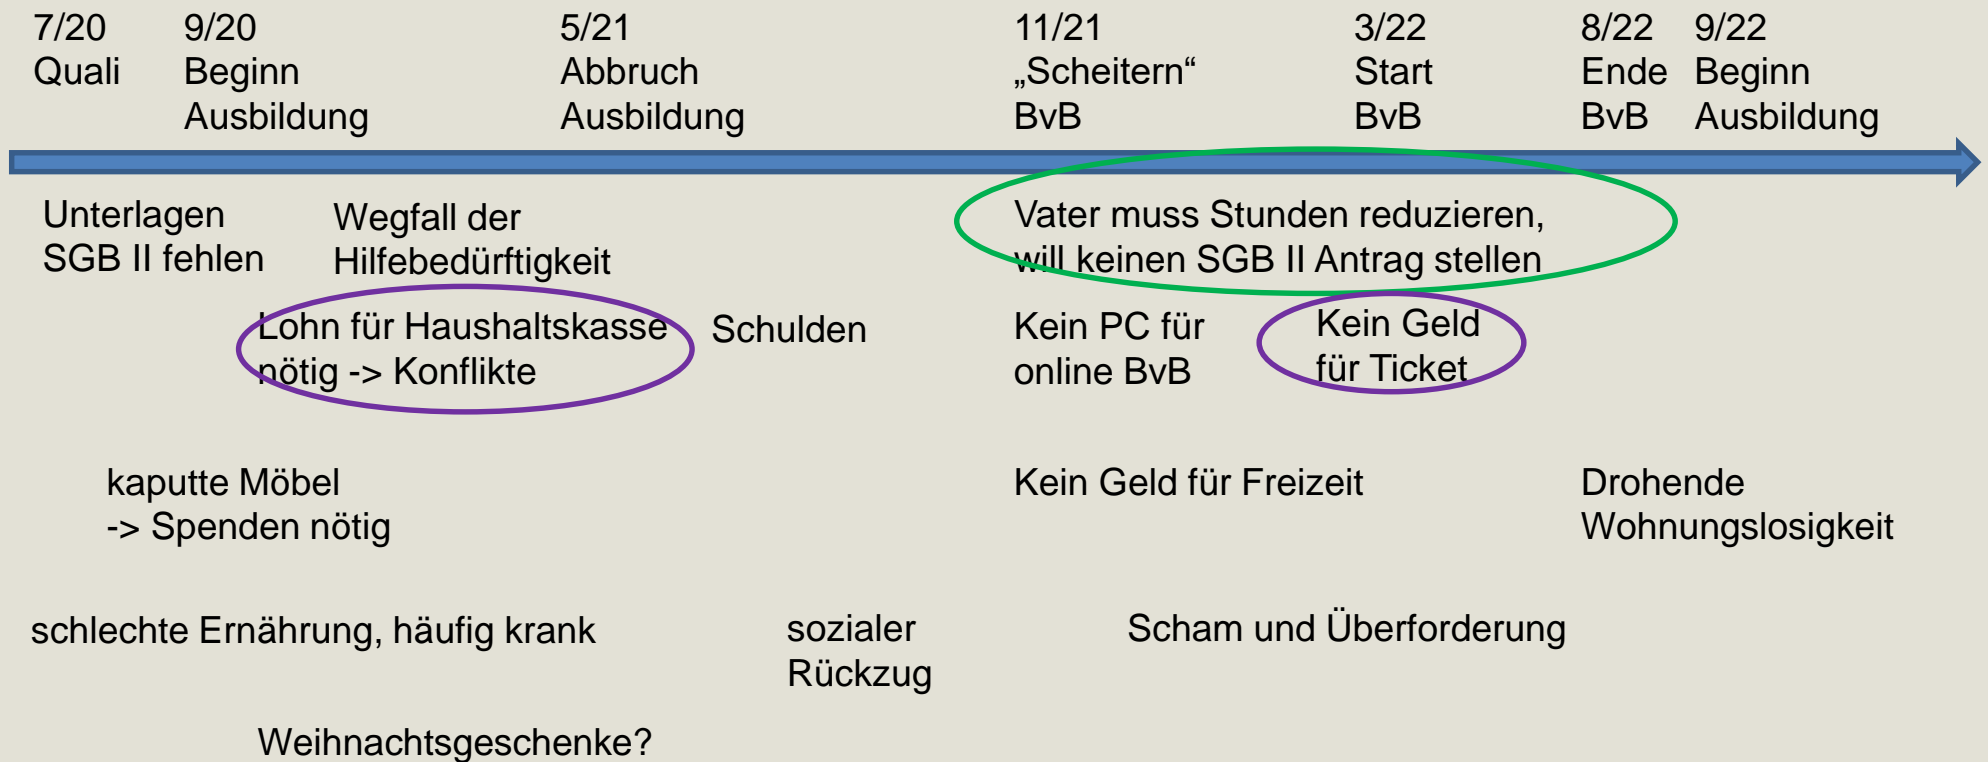 7/20
Quali
9/20
Beginn
Ausbildung
5/21
Abbruch
Ausbildung
11/21
„Scheitern“
BvB
3/22
Start
BvB
8/22
Ende
BvB
9/22
Beginn
Ausbildung
Unterlagen
SGB II fehlen
Wegfall der
Hilfebedürftigkeit
Vater muss Stunden reduzieren,
will keinen SGB II Antrag stellen
Lohn für Haushaltskasse
nötig -> Konflikte
Schulden
Kein PC für
online BvB
Kein Geld
für Ticket
kaputte Möbel
-> Spenden nötig
Kein Geld für Freizeit
Drohende
Wohnungslosigkeit
schlechte Ernährung, häufig krank
sozialer
Rückzug
Scham und Überforderung
Weihnachtsgeschenke?